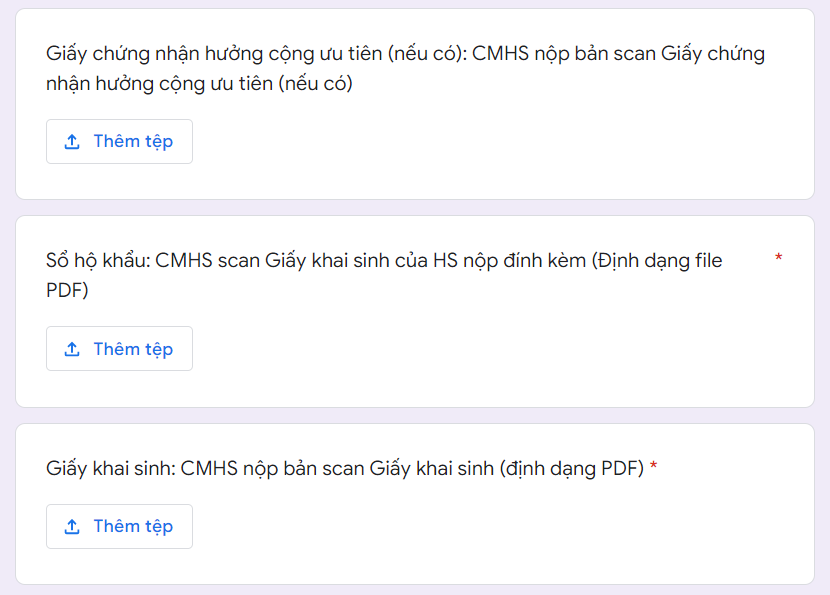 Giấy chứng nhận hưởng cộng ưu tiên (nếu có): CMHS nộp bản scan Giấy chứng
nhận hưởng cộng ưu tiên (nếu có)
Thêm tệp
Sổ hộ khẩu: CMHS scan Giấy khai sinh của HS nộp đính kèm (Định dạng file *
PDF)
Thêm tệp
Giấy khai sinh: CMHS nộp bản scan Giấy khai sinh (định dạng PDF) *
Thêm tệp